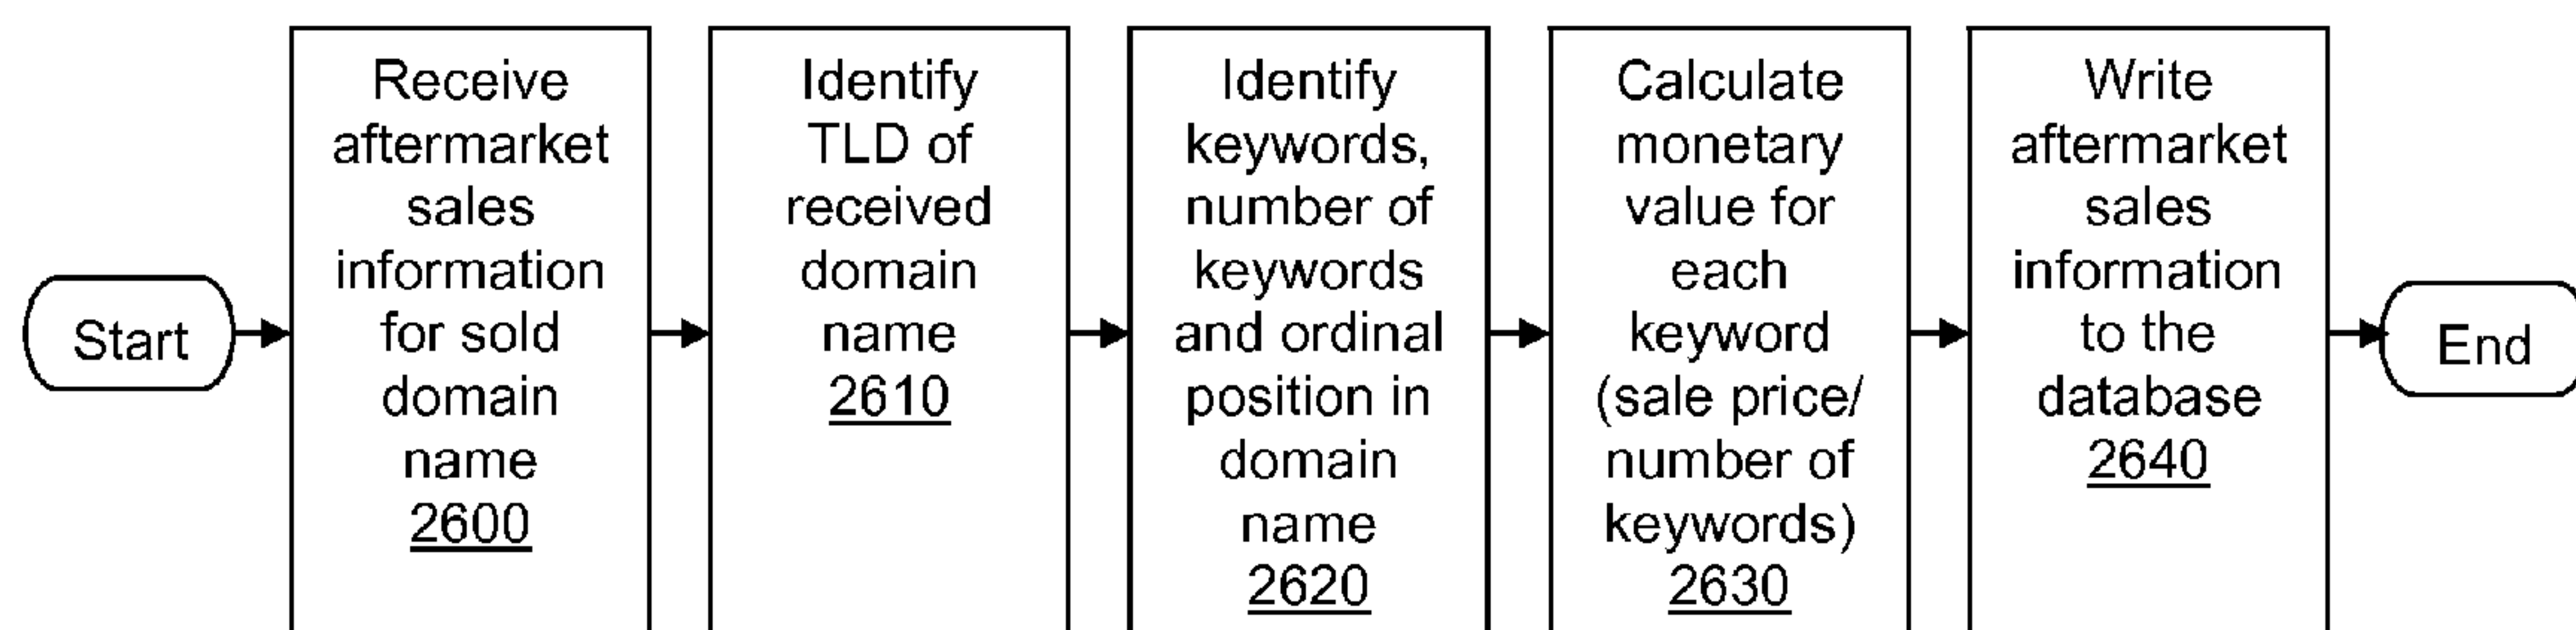 Start
Receive
aftermarket
sales
information
for sold
domain
name
2600
Identify
TLD of
received
domain
name
2610
Identify
keywords,
number of
keywords
and ordinal
position in
domain
name
2620
Calculate
monetary
value for
each
keyword
(sale price/
number of
keywords)
2630
Write
aftermarket
sales
information
to the
database
2640
End